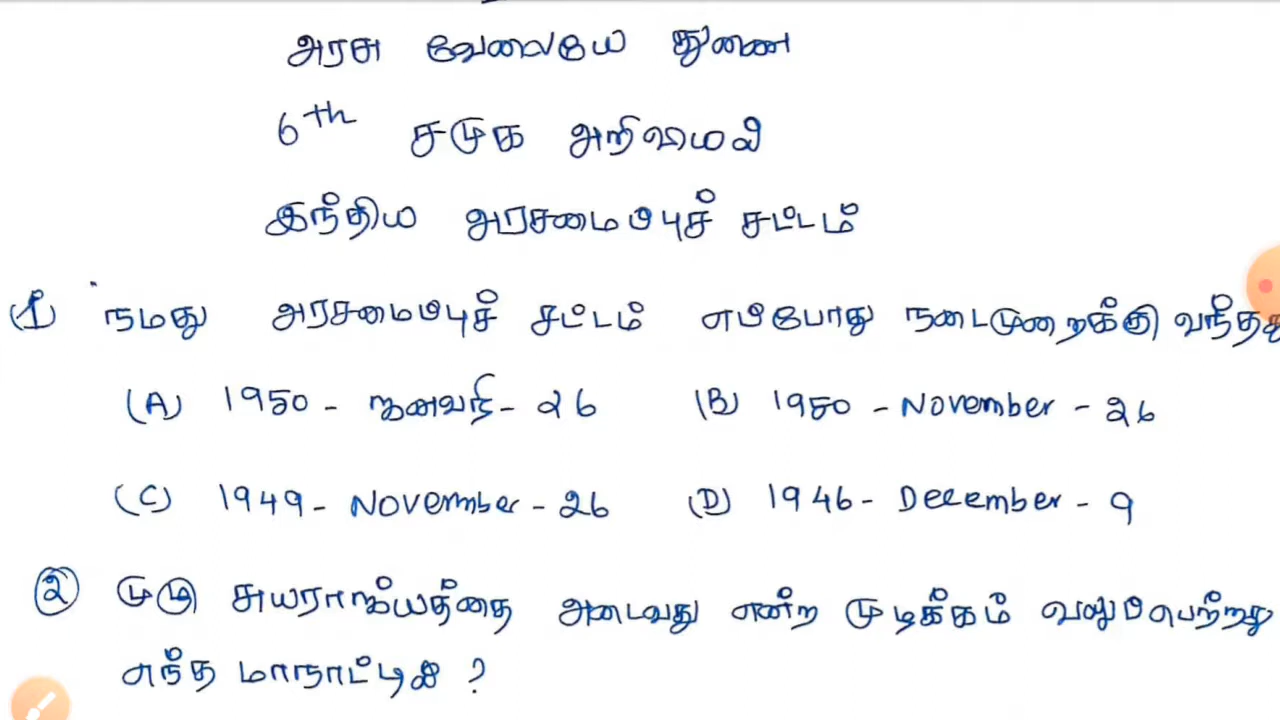 அரசு வேலையே துணை
6th சமூக அறிவியல்
இந்திய அரசமைப்புச் சட்டம்
(1) நமது அரசமைப்புச் சட்டம் எப்போது நடைமுறைக்கு வந்தது
(A) 1950 - ஜனவரி - 26 (B) 1950 - November - 26
(C) 1949 - November - 26 (D) 1946 - December - 9
(2) முழு சுயராஜ்யத்தை அடைவது என்ற முழக்கம் வலுப்பெற்றது
எந்த மாநாட்டில் ?